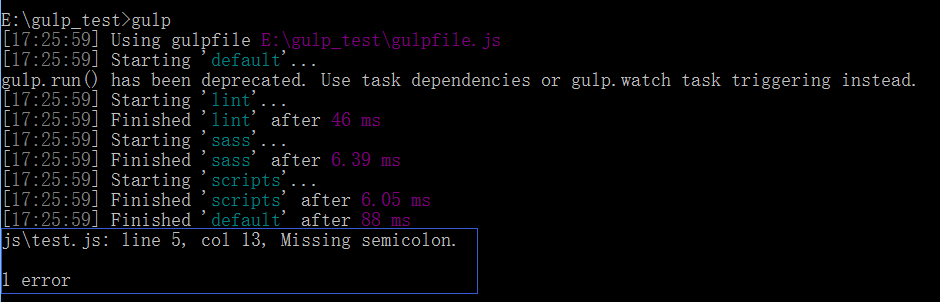 E:\gulp_test>gulp
[17:25:59] Using gulpfile E:\gulp_test\gulpfile.js
[17:25:59] Starting 'default'...
gulp.run() has been deprecated. Use task dependencies or gulp.watch task triggering instead.
[17:25:59] Starting 'lint'...
[17:25:59] Finished 'lint' after 46 ms
[17:25:59] Starting 'sass'...
[17:25:59] Finished 'sass' after 6.39 ms
[17:25:59] Starting 'scripts'...
[17:25:59] Finished 'scripts' after 6.05 ms
[17:25:59] Finished 'default' after 88 ms
js\test.js: line 5, col 13, Missing semicolon.
1 error